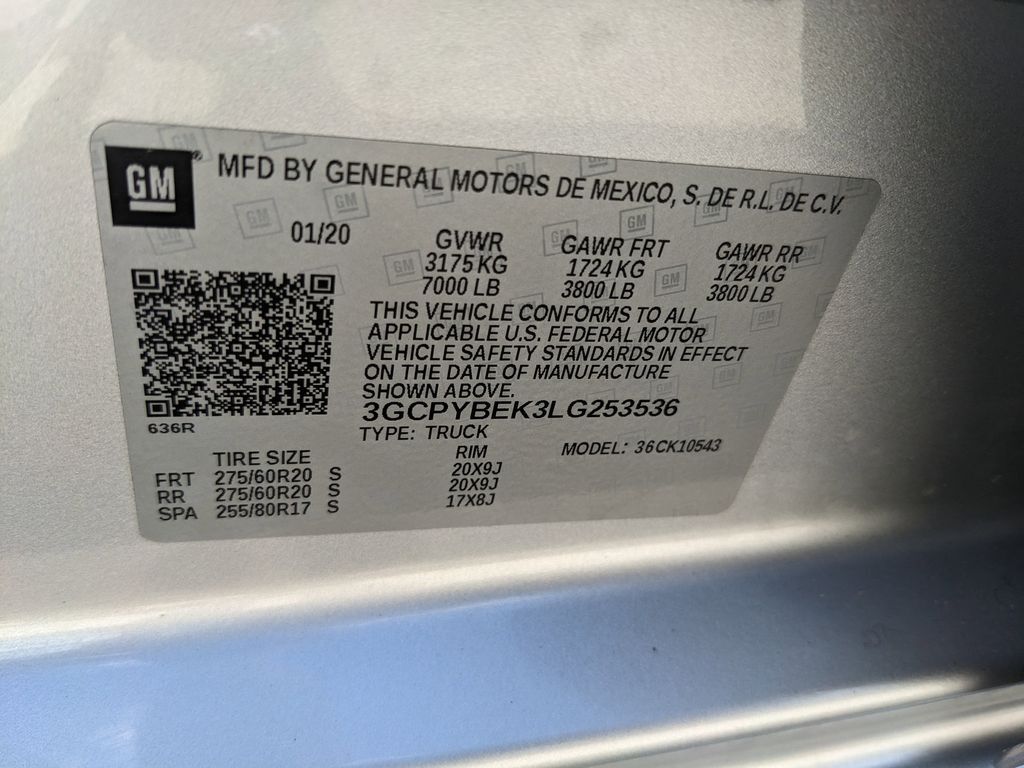 GM
MFD BY GENERAL MOTORS DE MEXICO, S. DE R.L. DE C.V.
01/20
GVWR GAWR FRT GAWR RR
3175 KG 1724 KG 1724 KG
7000 LB 3800 LB 3800 LB
THIS VEHICLE CONFORMS TO ALL
APPLICABLE U.S. FEDERAL MOTOR
VEHICLE SAFETY STANDARDS IN EFFECT
ON THE DATE OF MANUFACTURE
SHOWN ABOVE.
3GCPYBEK3LG253536
636R
TYPE: TRUCK MODEL: 36CK10543
TIRE SIZE RIM
FRT 275/60R20 S 20X9J
RR 275/60R20 S 20X9J
SPA 255/80R17 S 17X8J